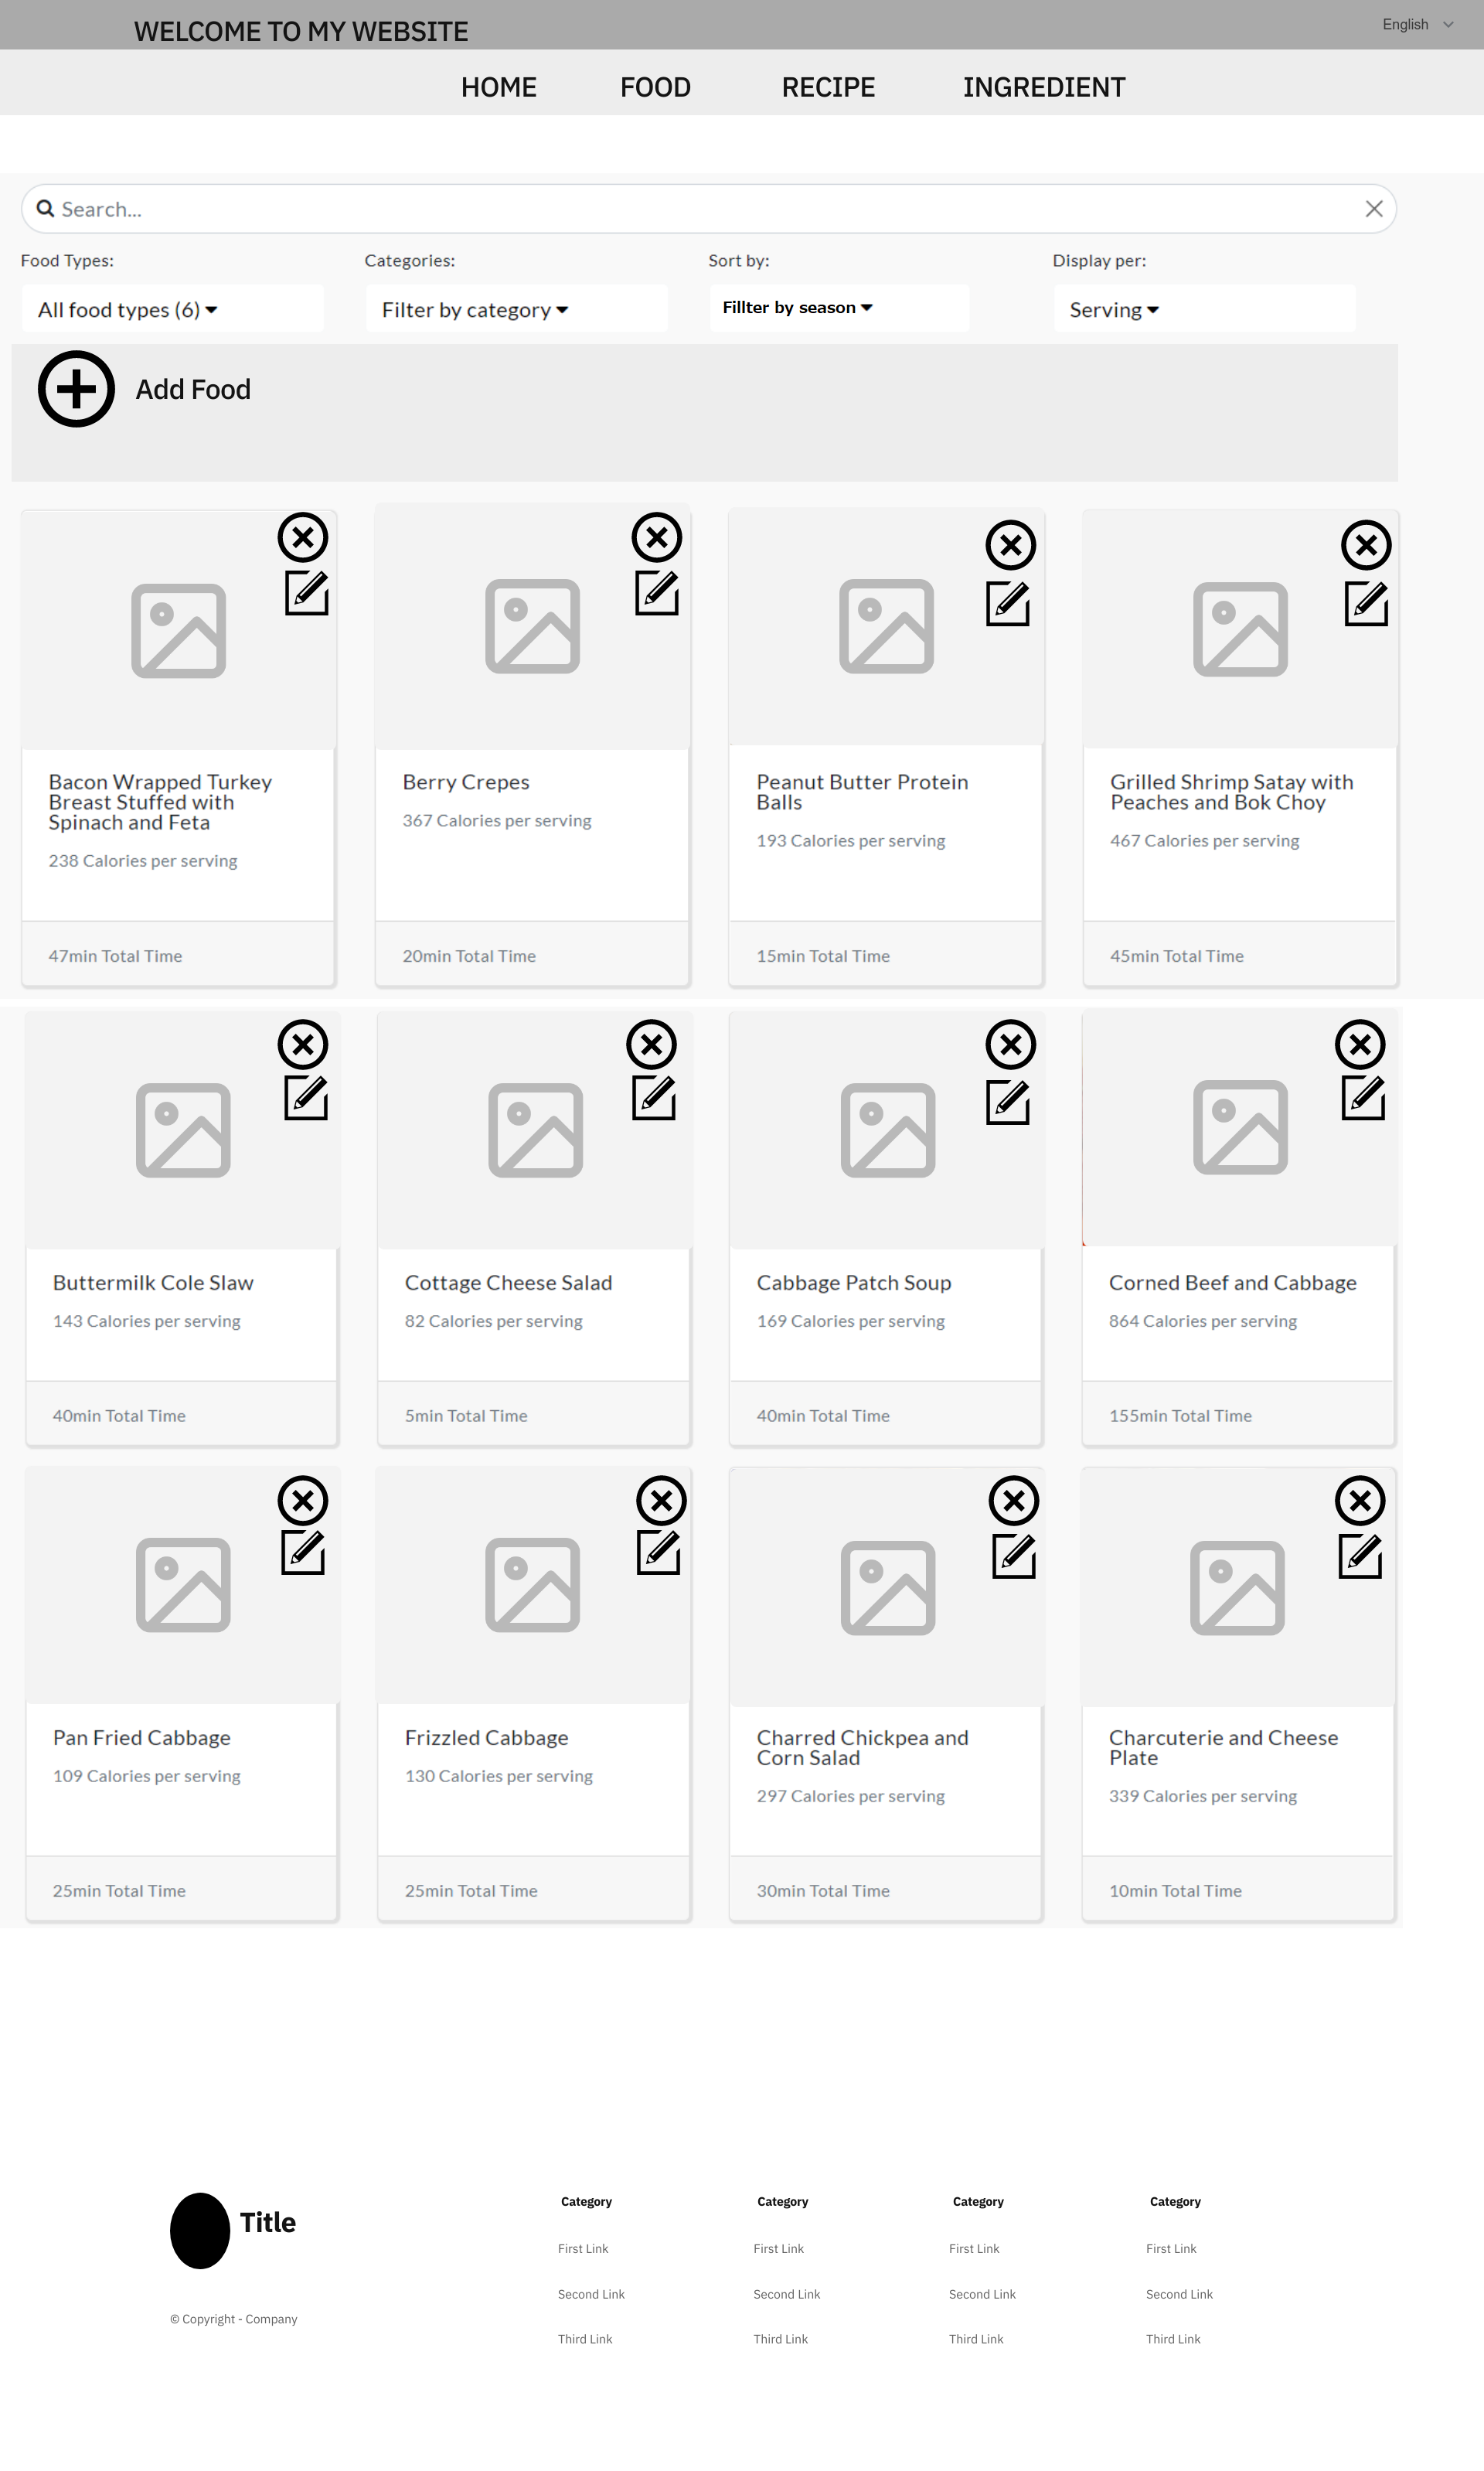 WELCOME TO MY WEBSITE
English
HOME FOOD RECIPE INGREDIENT
Search...
Food Types: Categories: Sort by: Display per:
All food types (6) Filter by category Fillter by season Serving
Add Food
Bacon Wrapped Turkey
Breast Stuffed with
Spinach and Feta
238 Calories per serving
47min Total Time
Berry Crepes
367 Calories per serving
20min Total Time
Peanut Butter Protein
Balls
193 Calories per serving
15min Total Time
Grilled Shrimp Satay with
Peaches and Bok Choy
467 Calories per serving
45min Total Time
Buttermilk Cole Slaw
143 Calories per serving
40min Total Time
Cottage Cheese Salad
82 Calories per serving
5min Total Time
Cabbage Patch Soup
169 Calories per serving
40min Total Time
Corned Beef and Cabbage
864 Calories per serving
155min Total Time
Pan Fried Cabbage
109 Calories per serving
25min Total Time
Frizzled Cabbage
130 Calories per serving
25min Total Time
Charred Chickpea and
Corn Salad
297 Calories per serving
30min Total Time
Charcuterie and Cheese
Plate
339 Calories per serving
10min Total Time
Title
© Copyright - Company
Category
First Link
Second Link
Third Link
Category
First Link
Second Link
Third Link
Category
First Link
Second Link
Third Link
Category
First Link
Second Link
Third Link